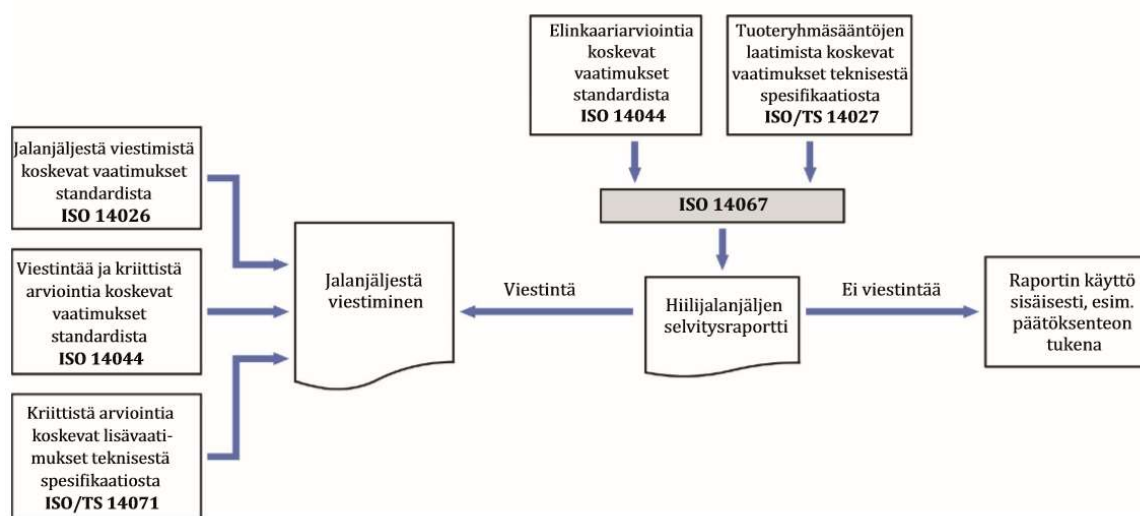 Elinkaariarviointia
koskevat
vaatimukset
standardista
ISO 14044
Tuoteryhmäsääntöjen
laatimista koskevat
vaatimukset teknisestä
spesifikaatiosta
ISO/TS 14027
Jalanjäljestä viestimistä
koskevat vaatimukset
standardista
ISO 14026
ISO 14067
Viestintää ja kriittistä
arviointia koskevat
vaatimukset
standardista
ISO 14044
Jalanjäljestä
viestiminen
Viestintä
Hiilijalanjäljen
selvitysraportti
Ei viestintää
Raportin käyttö
sisäisesti, esim.
päätöksenteon
tukena
Kriittistä arviointia
koskevat lisävaati-
mukset teknisestä
spesifikaatiosta
ISO/TS 14071